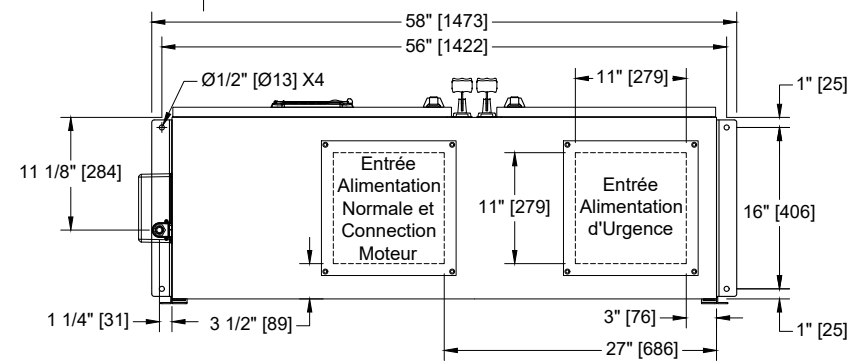 58" [1473]
56" [1422]
Ø1/2" [Ø13] X4
11" [279]
1" [25]
11 1/8" [284]
Entrée
Alimentation
Normale et
Connection
Moteur
11" [279]
Entrée
Alimentation
d'Urgence
16" [406]
1 1/4" [31]
3 1/2" [89]
3" [76]
1" [25]
27" [686]